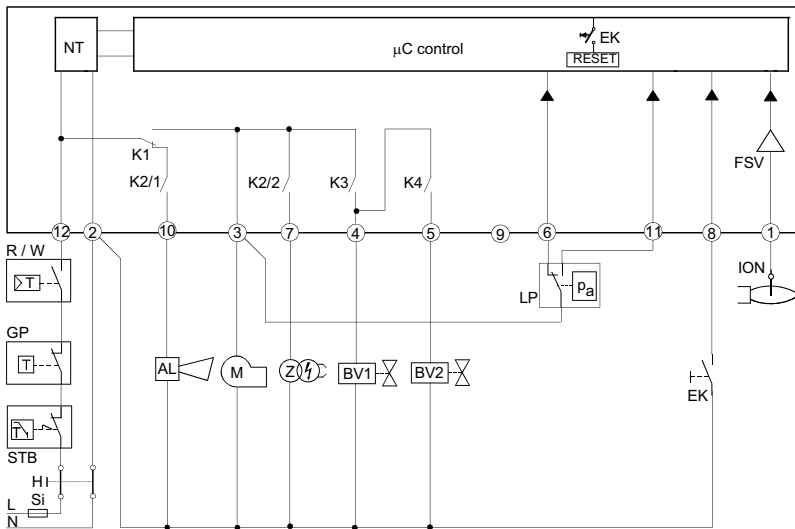 NT
μC control
EK
RESET
K1
K2/1
K2/2
K3
K4
FSV
12
2
10
3
7
4
5
9
6
11
8
1
R / W
T
LP
pa
ION
GP
T
AL
M
Z
BV1
BV2
EK
T
STB
H
Si
L
N